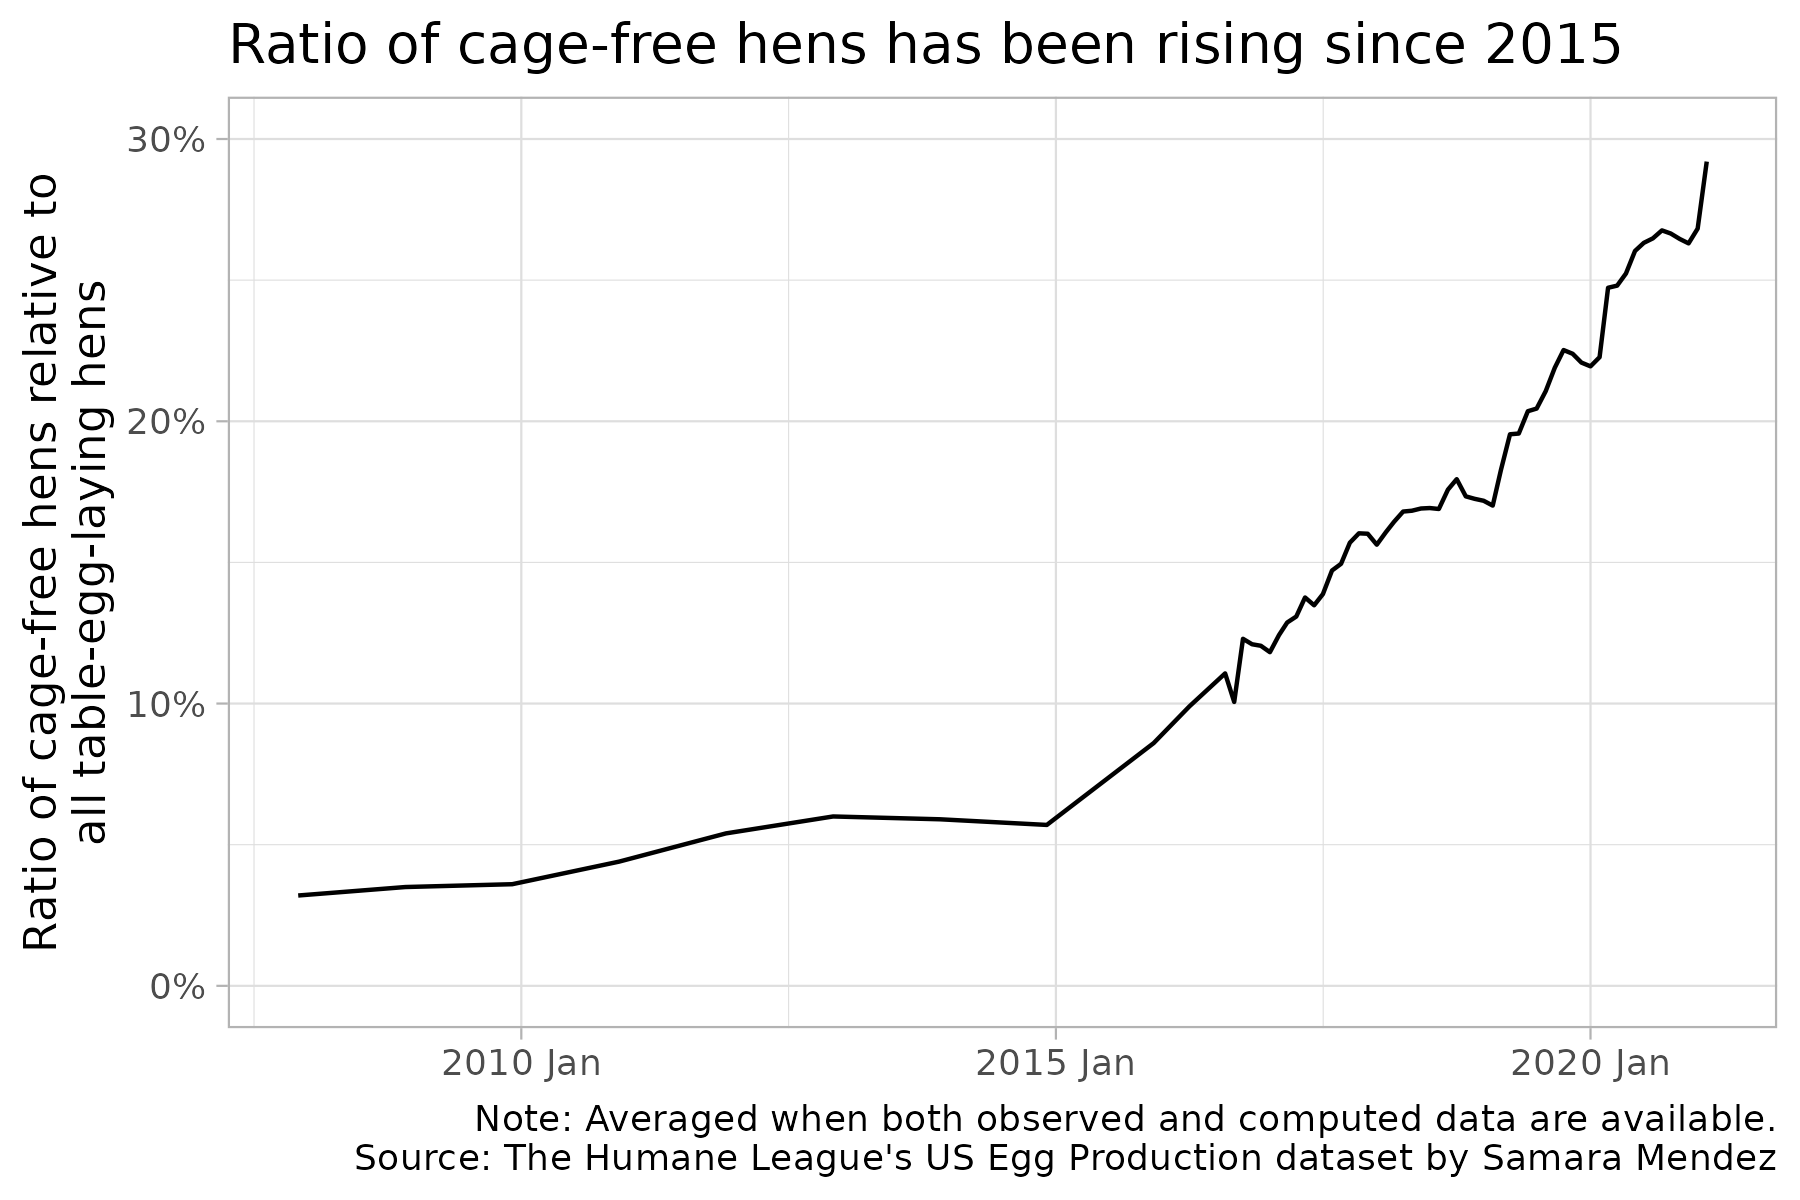 Ratio of cage-free hens has been rising since 2015
Ratio of cage-free hens relative to
all table-egg-laying hens
30%
20%
10%
0%
2010 Jan
2015 Jan
2020 Jan
Note: Averaged when both observed and computed data are available.
Source: The Humane League's US Egg Production dataset by Samara Mendez